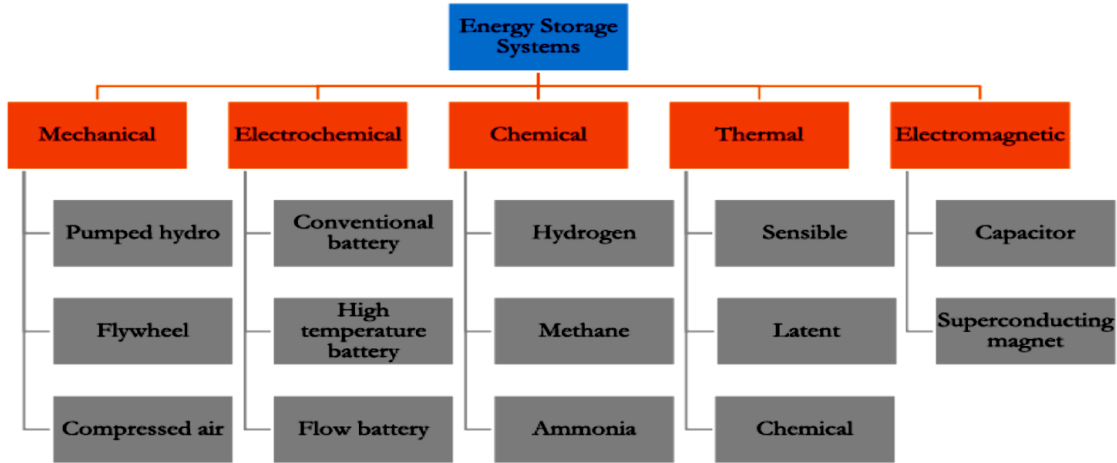 Energy Storage
Systems
Mechanical
Electrochemical
Chemical
Thermal
Electromagnetic
Pumped hydro
Conventional
battery
Hydrogen
Sensible
Capacitor
Flywheel
High
temperature
battery
Methane
Latent
Superconducting
magnet
Compressed air
Flow battery
Ammonia
Chemical